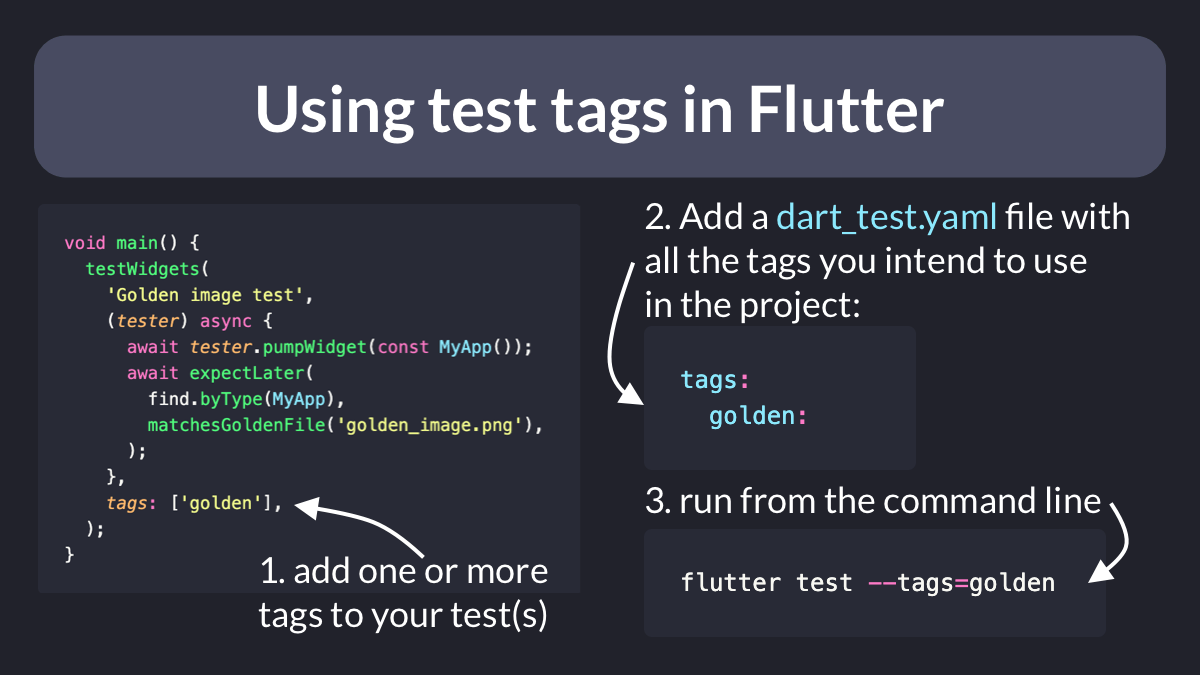 Using test tags in Flutter
void main() {
  testWidgets(
    'Golden image test',
    (tester) async {
      await tester.pumpWidget(const MyApp());
      await expectLater(
        find.byType(MyApp),
        matchesGoldenFile('golden_image.png'),
      );
    },
    tags: ['golden'],
  );
}
1. add one or more
tags to your test(s)
2. Add a dart_test.yaml file with
all the tags you intend to use
in the project:
tags:
  golden:
3. run from the command line
flutter test --tags=golden